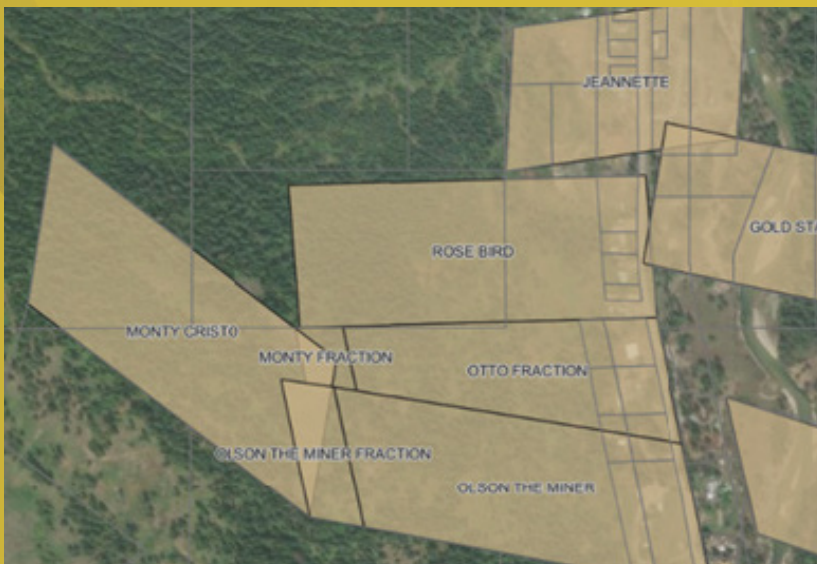 JEANNETTE
GOLD STA
ROSE BIRD
MONTY CRISTO
MONTY FRACTION
OTTO FRACTION
OLSON THE MINER FRACTION
OLSON THE MINER